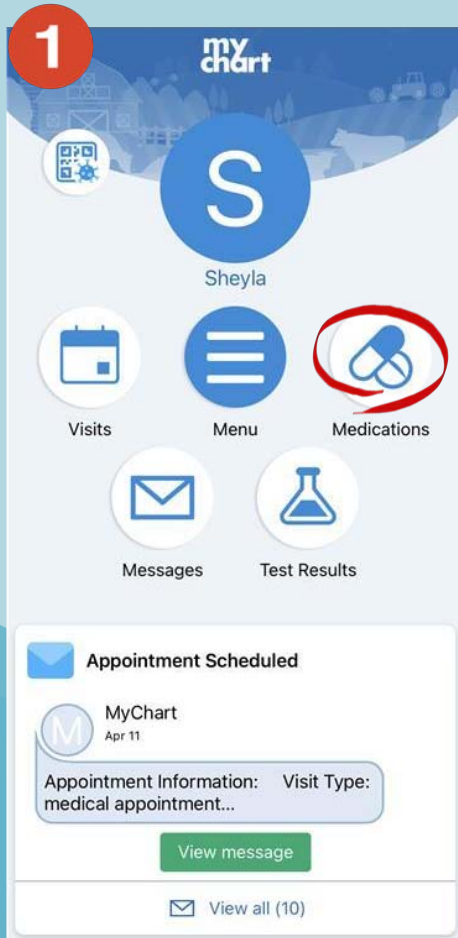 1
my
chart
S
Sheyla
Visits
Menu
Medications
Messages
Test Results
Appointment Scheduled
M
MyChart
Apr 11
Appointment Information: Visit Type:
medical appointment...
View message
View all (10)